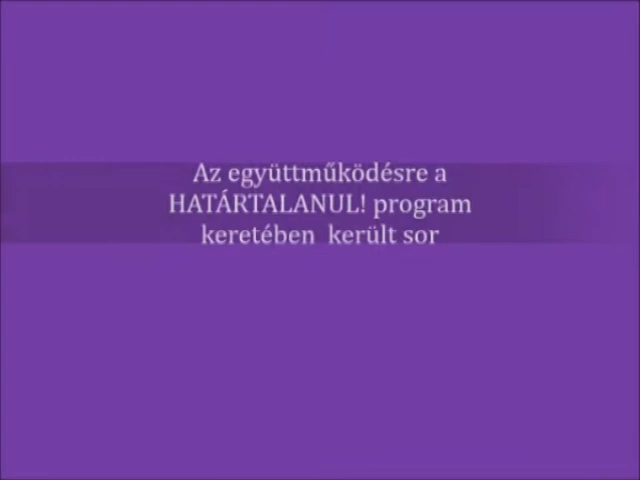 Az együttműködésre a
HATÁRTALANUL! program
keretében  került sor